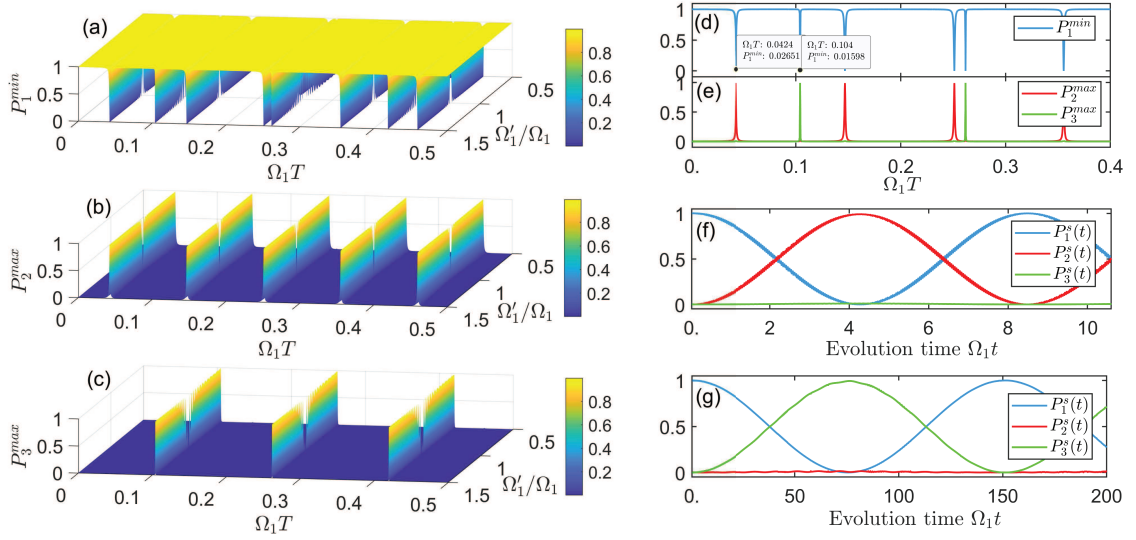 (a)
0.8
0.6
0.4
0.2
P_1^{min}
1
0.5
0
0
0.1
0.2
0.3
0.4
0.5
Ω_1T
0.5
1
1.5
Ω'_1/Ω_1
(b)
0.8
0.6
0.4
0.2
P_2^{max}
1
0.5
0
0
0.1
0.2
0.3
0.4
0.5
Ω_1T
0.5
1
1.5
Ω'_1/Ω_1
(c)
0.8
0.6
0.4
0.2
P_3^{max}
1
0.5
0
0
0.1
0.2
0.3
0.4
0.5
Ω_1T
0.5
1
1.5
Ω'_1/Ω_1
(d)
1
0.5
0
P_1^{min}
Ω_1T: 0.0424
P_1^{min}: 0.02651
Ω_1T: 0.104
P_1^{min}: 0.01598
(e)
1
0.5
0
P_2^{max}
P_3^{max}
0.
0.1
0.2
0.3
0.4
Ω_1T
(f)
1
0.5
0
P_1^s(t)
P_2^s(t)
P_3^s(t)
0
2
4
6
8
10
Evolution time Ω_1t
(g)
1
0.5
0
P_1^s(t)
P_2^s(t)
P_3^s(t)
0
50
100
150
200
Evolution time Ω_1t